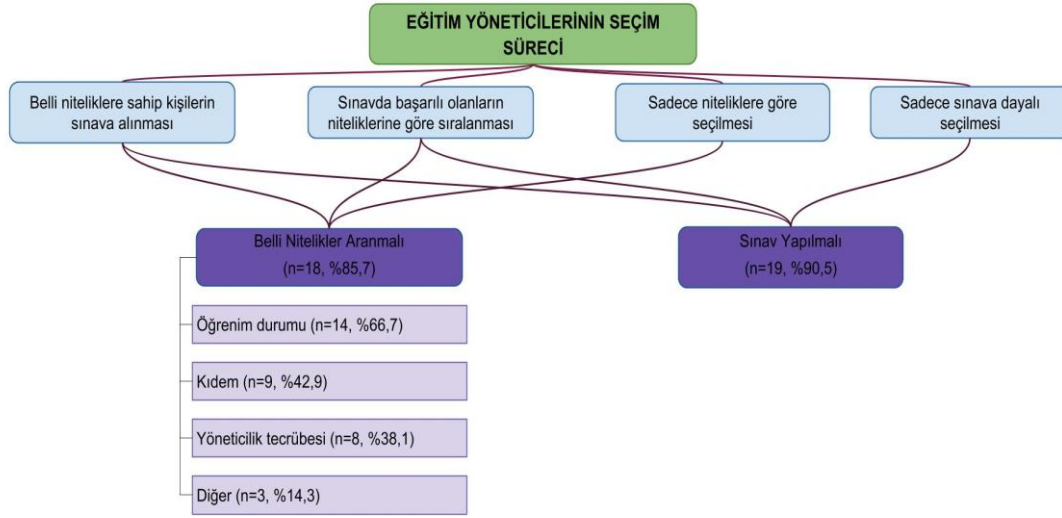 EĞİTİM YÖNETİCİLERİNİN SEÇİM
SÜRECİ
Belli niteliklere sahip kişilerin
sınava alınması
Sınavda başarılı olanların
niteliklerine göre sıralanması
Sadece niteliklere göre
seçilmesi
Sadece sınava dayalı
seçilmesi
Belli Nitelikler Aranmalı
(n=18, %85,7)
Sınav Yapılmalı
(n=19, %90,5)
Öğrenim durumu (n=14, %66,7)
Kıdem (n=9, %42,9)
Yöneticilik tecrübesi (n=8, %38,1)
Diğer (n=3, %14,3)